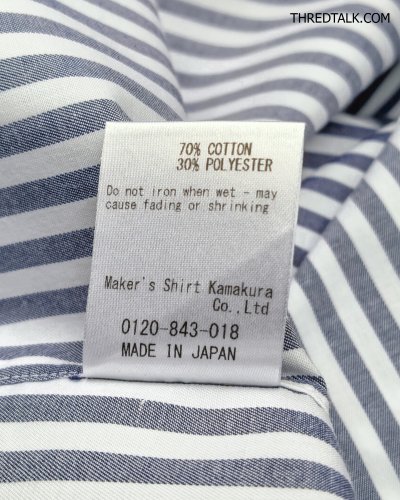 THREDTALK.COM
70% COTTON
30% POLYESTER
Do not iron when wet - may
cause fading or shrinking
Maker's Shirt Kamakura
Co.,Ltd
0120-843-018
MADE IN JAPAN